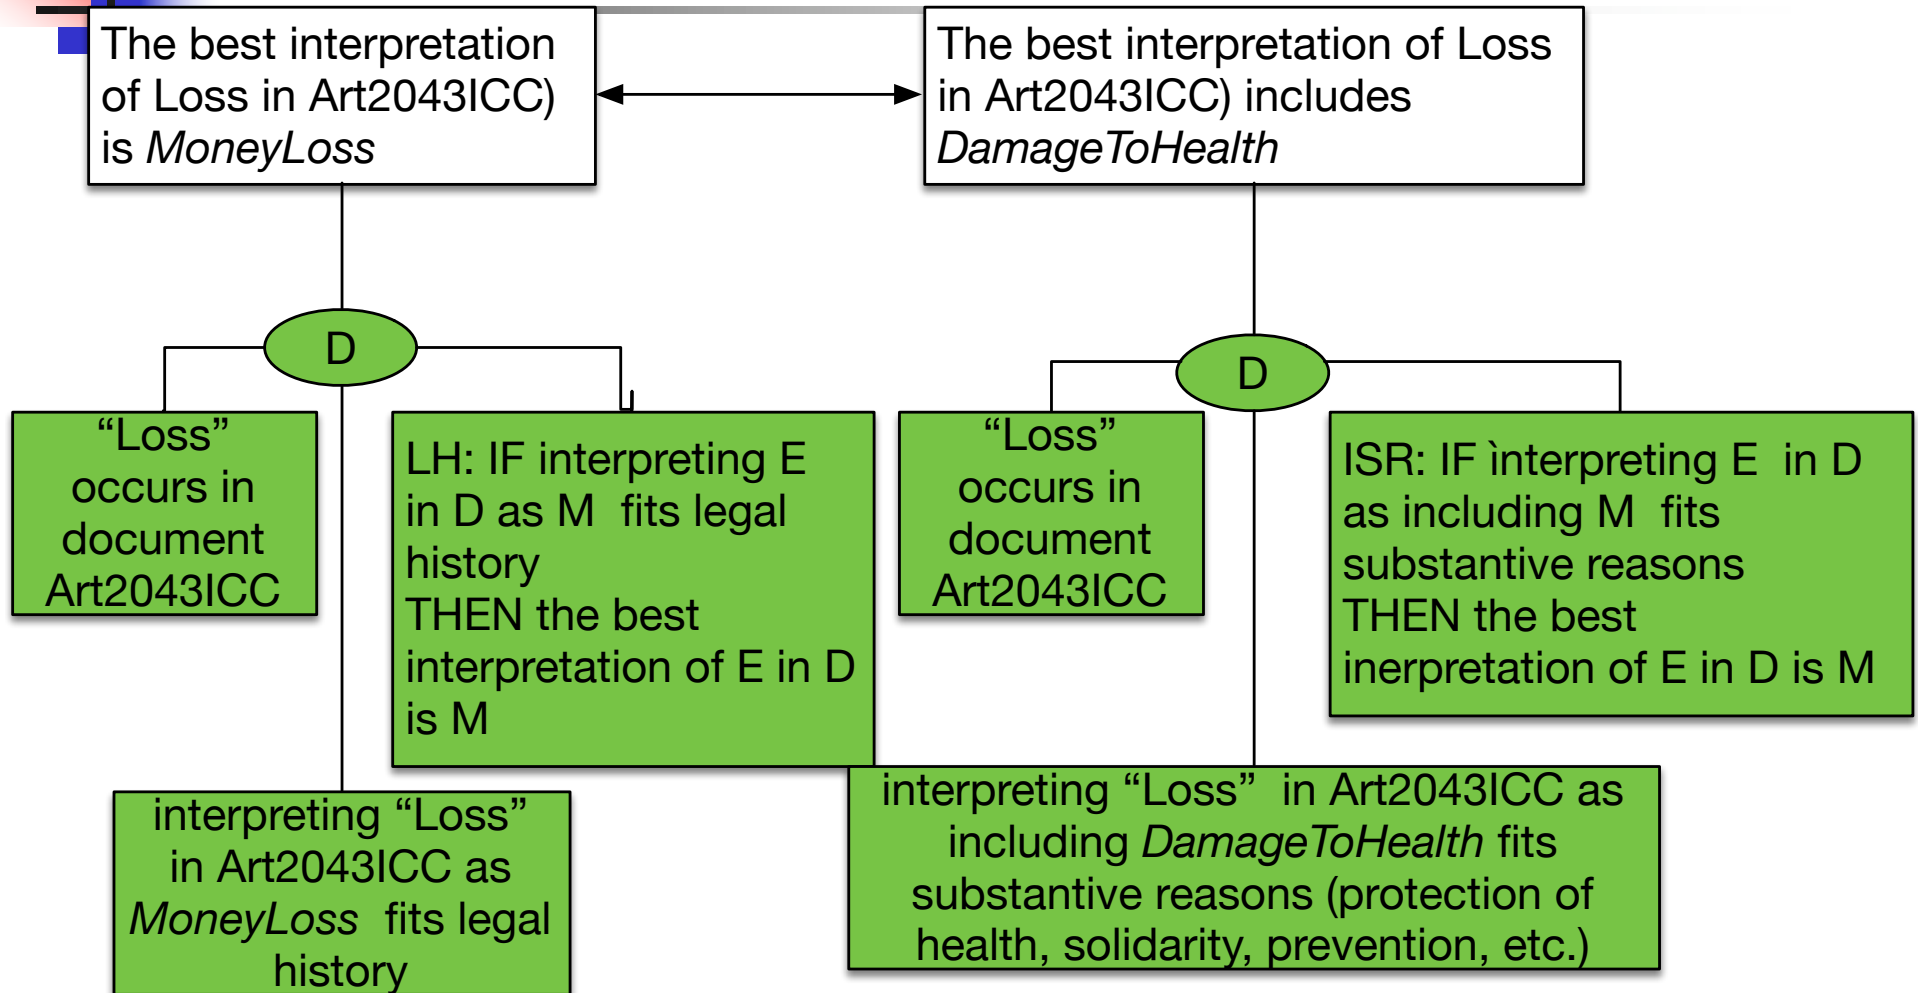 The best interpretation
of Loss in Art2043ICC)
is MoneyLoss
The best interpretation of Loss
in Art2043ICC) includes
DamageToHealth
D
D
“Loss”
occurs in
document
Art2043ICC
LH: IF interpreting E
in D as M fits legal
history
THEN the best
interpretation of E in D
is M
“Loss”
occurs in
document
Art2043ICC
ISR: IF ìnterpreting E in D
as including M fits
substantive reasons
THEN the best
inerpretation of E in D is M
interpreting “Loss”
in Art2043ICC as
MoneyLoss fits legal
history
interpreting “Loss” in Art2043ICC as
including DamageToHealth fits
substantive reasons (protection of
health, solidarity, prevention, etc.)